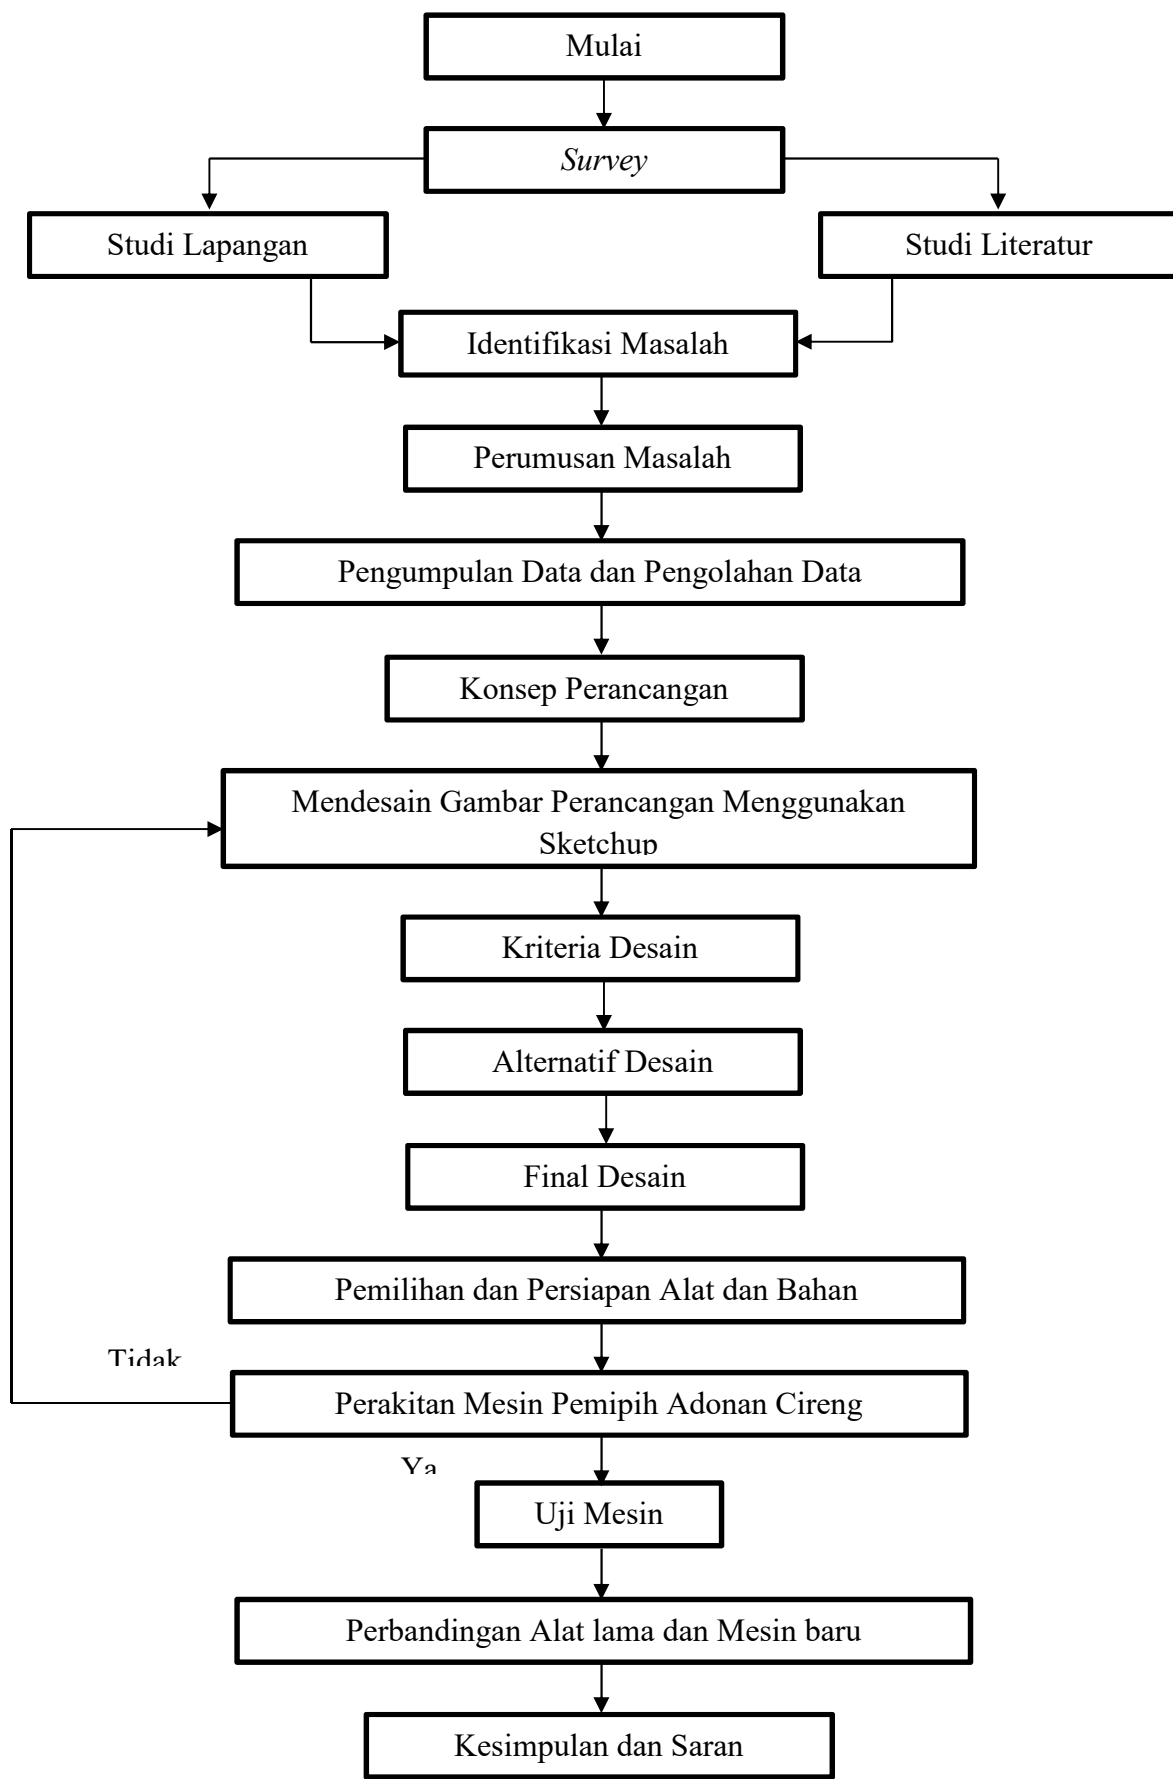 Mulai
Survey
Studi Lapangan
Studi Literatur
Identifikasi Masalah
Perumusan Masalah
Pengumpulan Data dan Pengolahan Data
Konsep Perancangan
Mendesain Gambar Perancangan Menggunakan
Sketchup
Kriteria Desain
Alternatif Desain
Final Desain
Pemilihan dan Persiapan Alat dan Bahan
Tidak
Perakitan Mesin Pemipih Adonan Cireng
Ya
Uji Mesin
Perbandingan Alat lama dan Mesin baru
Kesimpulan dan Saran